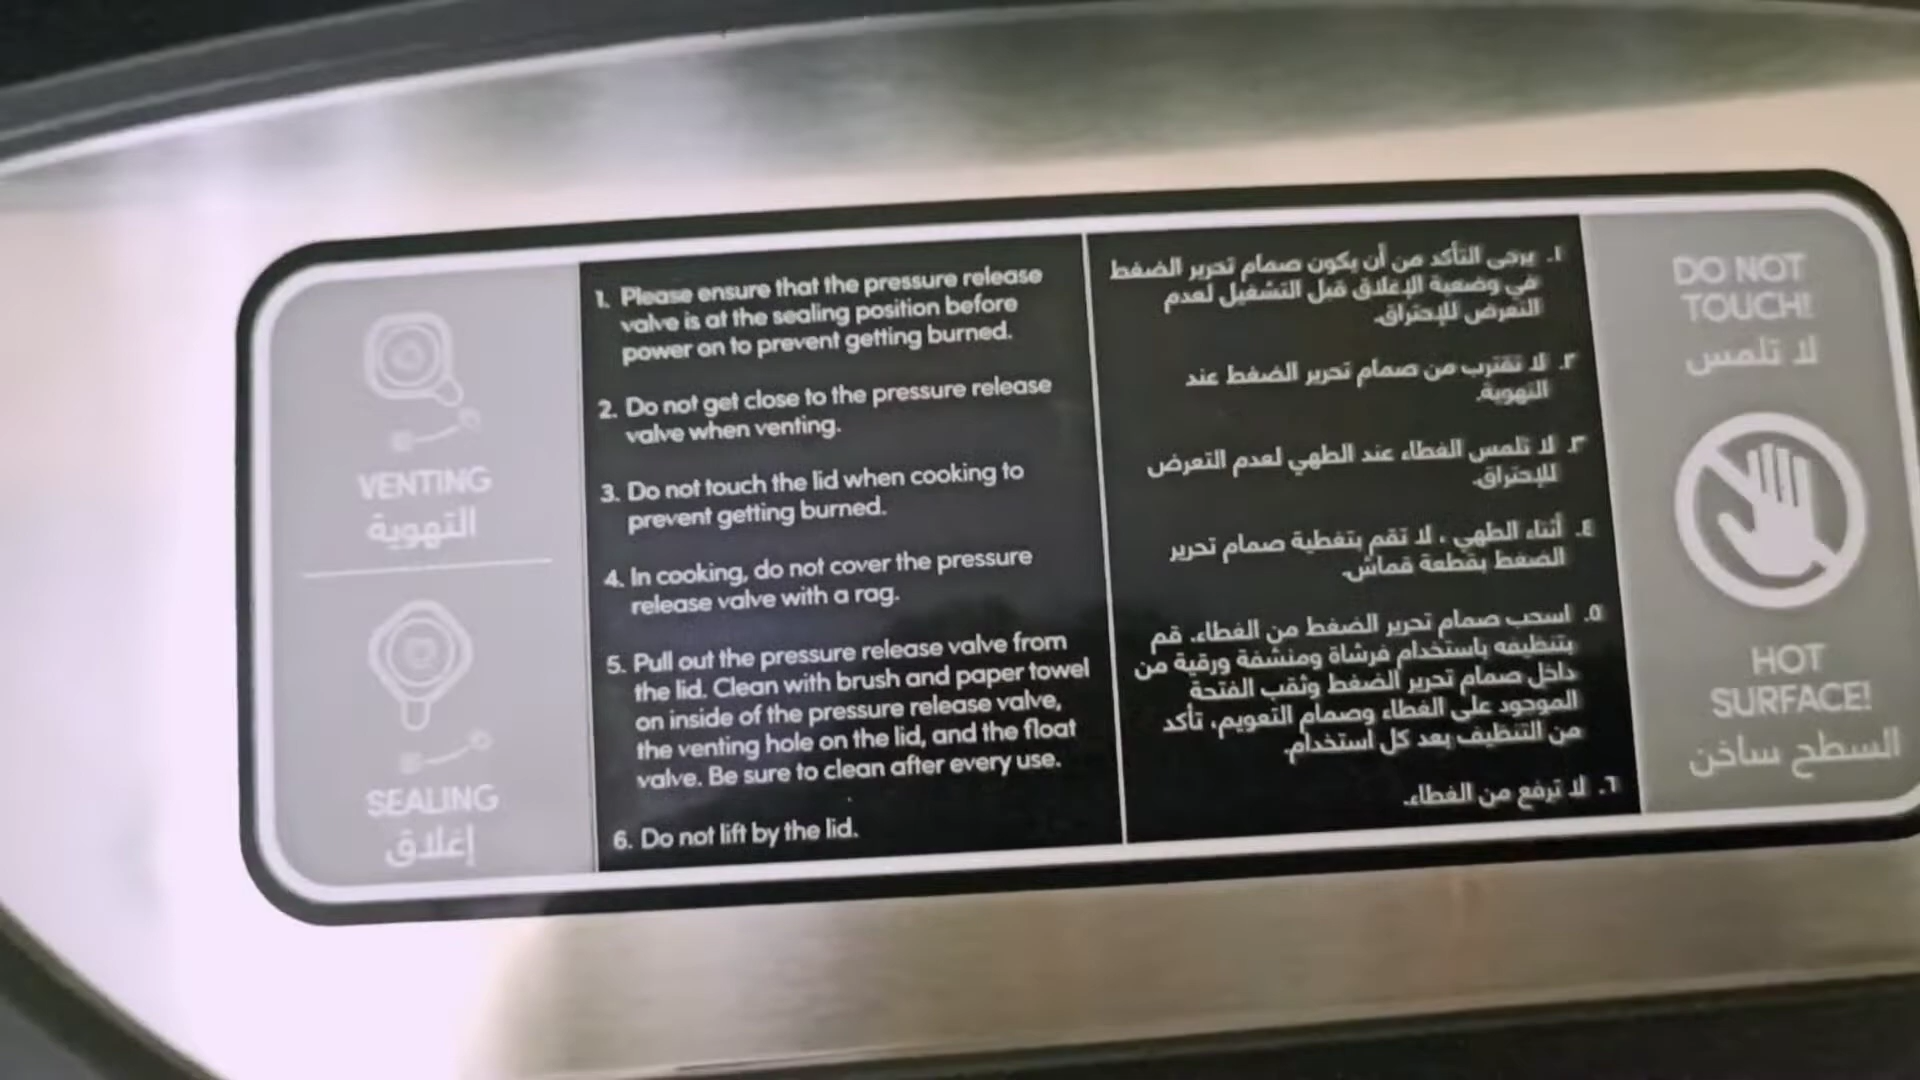 VENTING
التهوية
SEALING
إغلاق
1. Please ensure that the pressure release
valve is at the sealing position before
power on to prevent getting burned.
2. Do not get close to the pressure release
valve when venting.
3. Do not touch the lid when cooking to
prevent getting burned.
4. In cooking, do not cover the pressure
release valve with a rag.
5. Pull out the pressure release valve from
the lid. Clean with brush and paper towel
on inside of the pressure release valve,
the venting hole on the lid, and the float
valve. Be sure to clean after every use.
6. Do not lift by the lid.
١. يرجى التأكد من أن يكون صمام تحرير الضغط
في وضعية الإغلاق قبل التشغيل لعدم
التعرض للإحتراق.
٢. لا تقترب من صمام تحرير الضغط عند
التهوية.
٣. لا تلمس الغطاء عند الطهي لعدم التعرض
للإحتراق.
٤. أثناء الطهي ، لا تقم بتغطية صمام تحرير
الضغط بقطعة قماش.
٥. اسحب صمام تحرير الضغط من الغطاء. قم
بتنظيفه باستخدام فرشاة ومنشفة ورقية من
داخل صمام تحرير الضغط وثقب الفتحة
الموجود على الغطاء وصمام التعويم، تأكد
من التنظيف بعد كل استخدام.
٦. لا ترفع من الغطاء.
DO NOT
TOUCH!
لا تلمس
HOT
SURFACE!
السطح ساخن